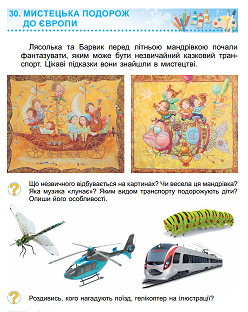 30. МИСТЕЦЬКА ПОДОРОЖ
ДО ЄВРОПИ
Лясолька та Барвик перед літньою мандрівкою почали
фантазувати, яким може бути незвичайний казковий тран-
спорт. Цікаві підказки вони знайшли в мистецтві.
Що незвичного відбувається на картинах? Чи весела ця мандрівка?
Яка музика «лунає»? Яким видом транспорту подорожують діти?
Опиши його особливості.
Роздивись, кого нагадують поїзд, гелікоптер на ілюстрації?